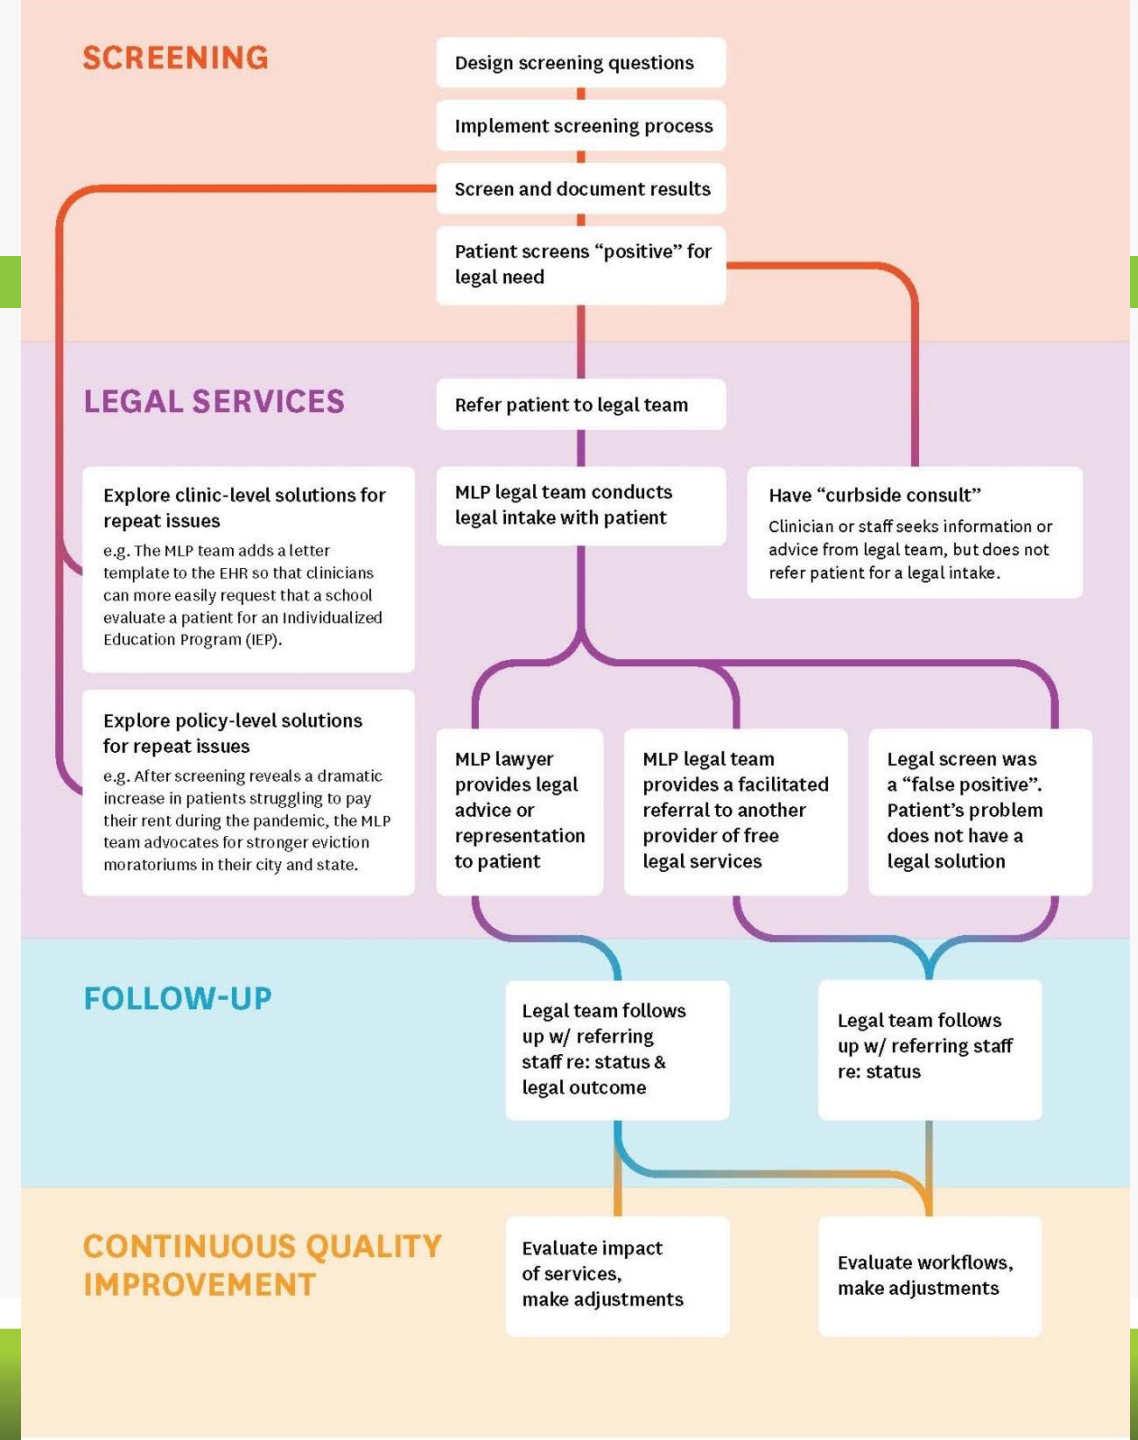 SCREENING
Design screening questions
Implement screening process
Screen and document results
Patient screens “positive” for
legal need
LEGAL SERVICES
Refer patient to legal team
Explore clinic-level solutions for
repeat issues
e.g. The MLP team adds a letter
template to the EHR so that clinicians
can more easily request that a school
evaluate a patient for an Individualized
Education Program (IEP).
MLP legal team conducts
legal intake with patient
Have “curbside consult”
Clinician or staff seeks information or
advice from legal team, but does not
refer patient for a legal intake.
Explore policy-level solutions
for repeat issues
e.g. After screening reveals a dramatic
increase in patients struggling to pay
their rent during the pandemic, the MLP
team advocates for stronger eviction
moratoriums in their city and state.
MLP lawyer
provides legal
advice or
representation
to patient
MLP legal team
provides a facilitated
referral to another
provider of free
legal services
Legal screen was
a “false positive”.
Patient’s problem
does not have a
legal solution
FOLLOW-UP
Legal team follows
up w/ referring
staff re: status &
legal outcome
Legal team follows
up w/ referring staff
re: status
CONTINUOUS QUALITY
IMPROVEMENT
Evaluate impact
of services,
make adjustments
Evaluate workflows,
make adjustments